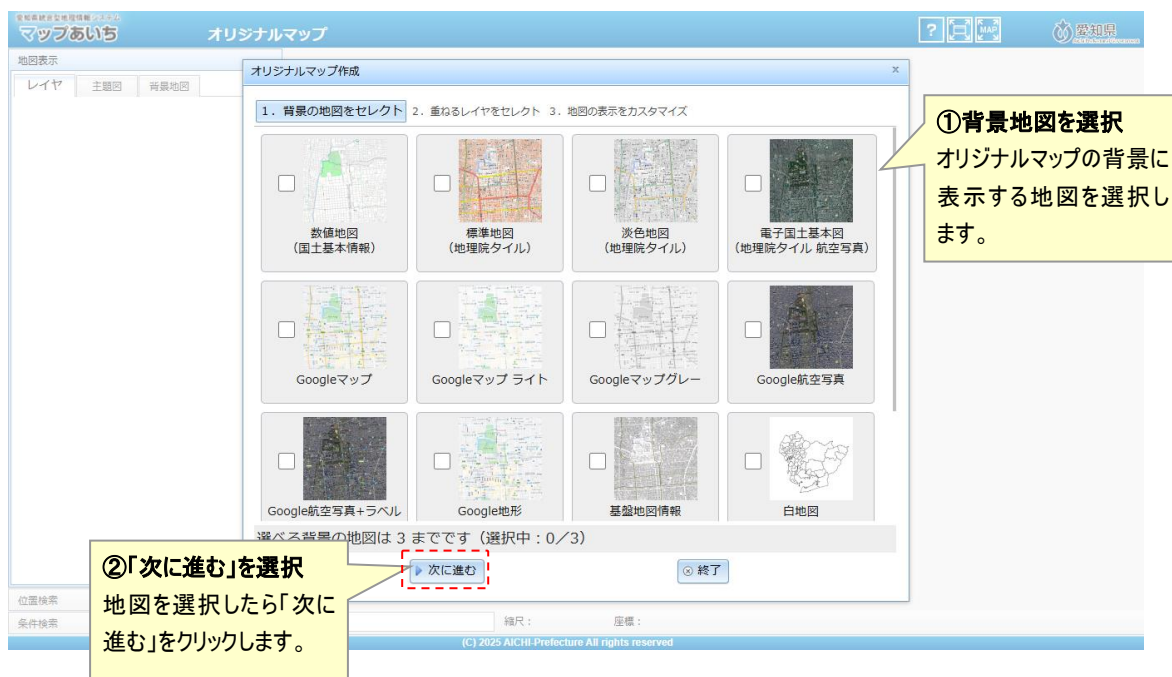 愛知県統合型地理情報システム
マップあいち
オリジナルマップ
?
MAP
愛知県
地図表示
レイヤ
主題図
背景地図
オリジナルマップ作成
x
1. 背景の地図をセレクト
2. 重ねるレイヤをセレクト
3. 地図の表示をカスタマイズ
数値地図
(国土基本情報)
標準地図
(地理院タイル)
淡色地図
(地理院タイル)
電子国土基本図
(地理院タイル 航空写真)
Googleマップ
Googleマップ ライト
Googleマップグレー
Google航空写真
Google航空写真+ラベル
Google地形
基盤地図情報
白地図
選べる背景の地図は 3 までです（選択中：0／3）
次に進む
終了
①背景地図を選択
オリジナルマップの背景に
表示する地図を選択し
ます。
②「次に進む」を選択
地図を選択したら「次に
進む」をクリックします。
位置検索
条件検索
縮尺：
座標：
(C) 2025 AICHI-Prefecture All rights reserved